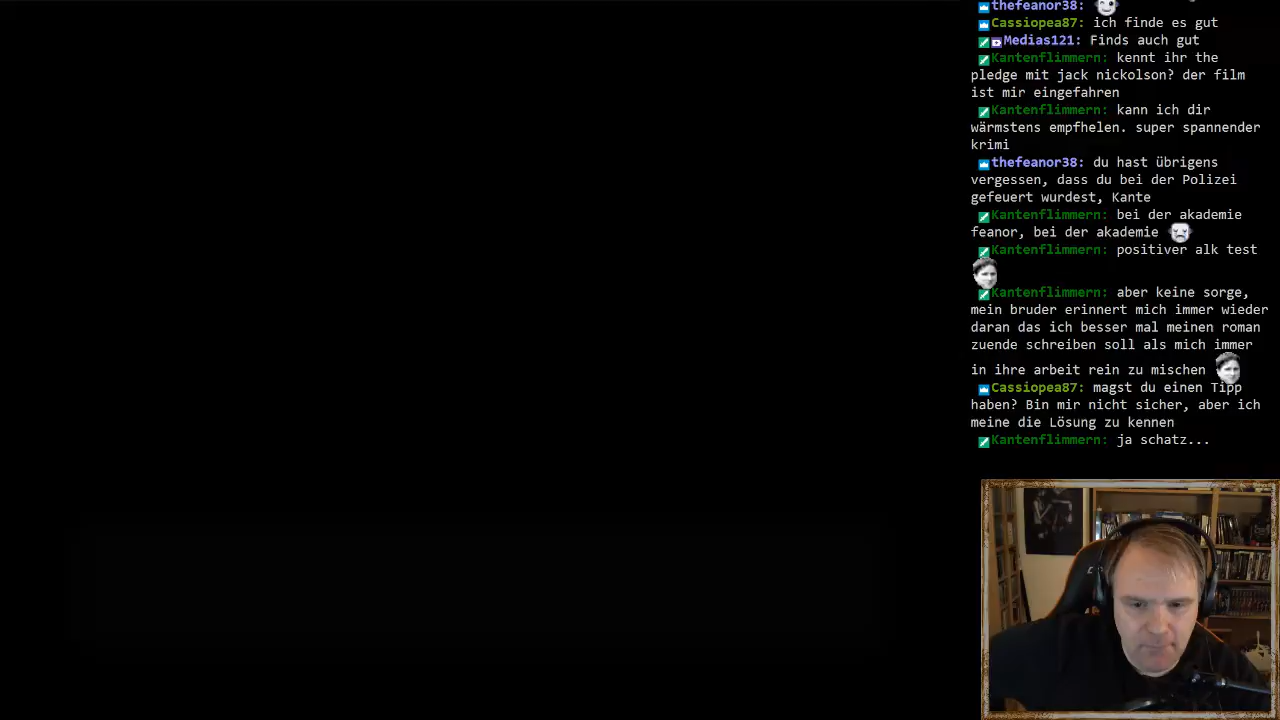 thefeanor38:
Cassiopea87: ich finde es gut
Medias121: Finds auch gut
Kantenflimmern: kennt ihr the
pledge mit jack nickolson? der film
ist mir eingefahren
Kantenflimmern: kann ich dir
wärmstens empfhelen. super spannender
krimi
thefeanor38: du hast übrigens
vergessen, dass du bei der Polizei
gefeuert wurdest, Kante
Kantenflimmern: bei der akademie
feanor, bei der akademie
Kantenflimmern: positiver alk test
Kantenflimmern: aber keine sorge,
mein bruder erinnert mich immer wieder
daran das ich besser mal meinen roman
zuende schreiben soll als mich immer
in ihre arbeit rein zu mischen
Cassiopea87: magst du einen Tipp
haben? Bin mir nicht sicher, aber ich
meine die Lösung zu kennen
Kantenflimmern: ja schatz...